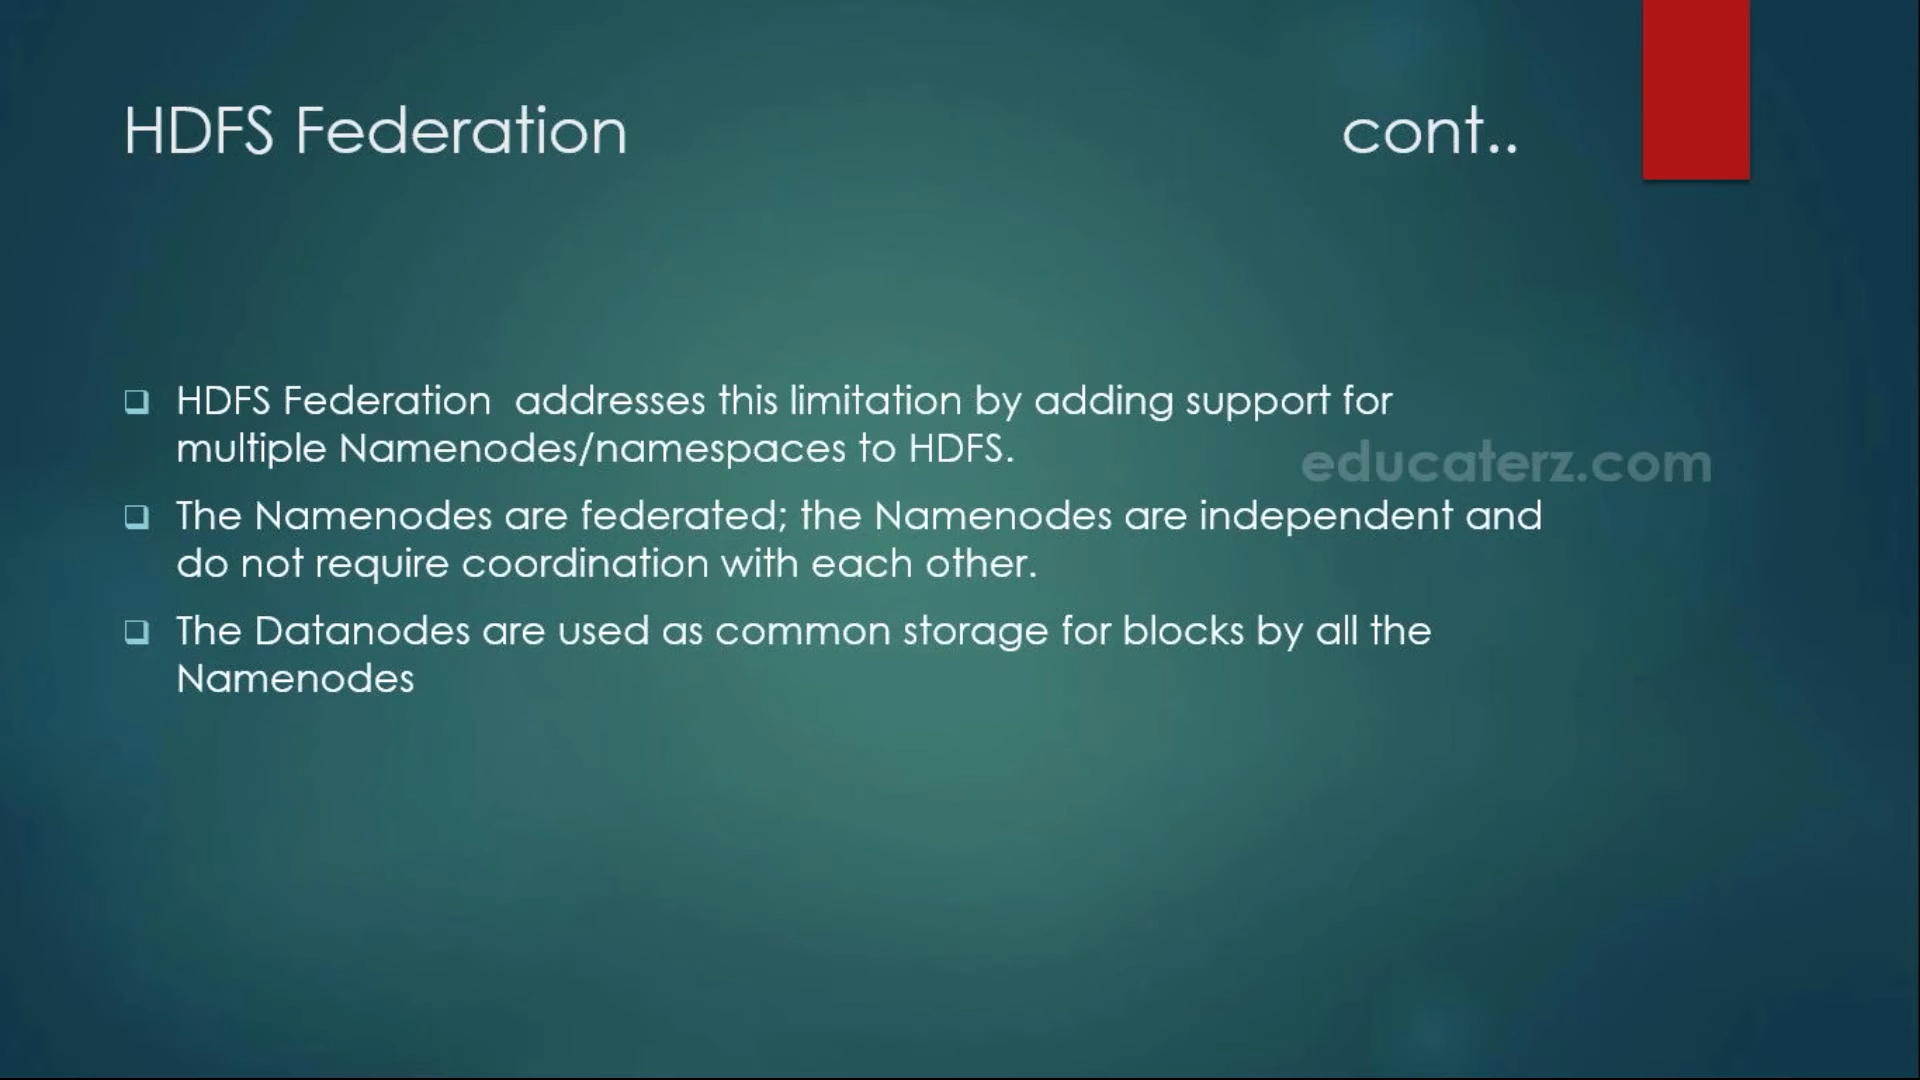 HDFS Federation cont..
HDFS Federation addresses this limitation by adding support for
multiple Namenodes/namespaces to HDFS.
educaterz.com
The Namenodes are federated; the Namenodes are independent and
do not require coordination with each other.
The Datanodes are used as common storage for blocks by all the
Namenodes